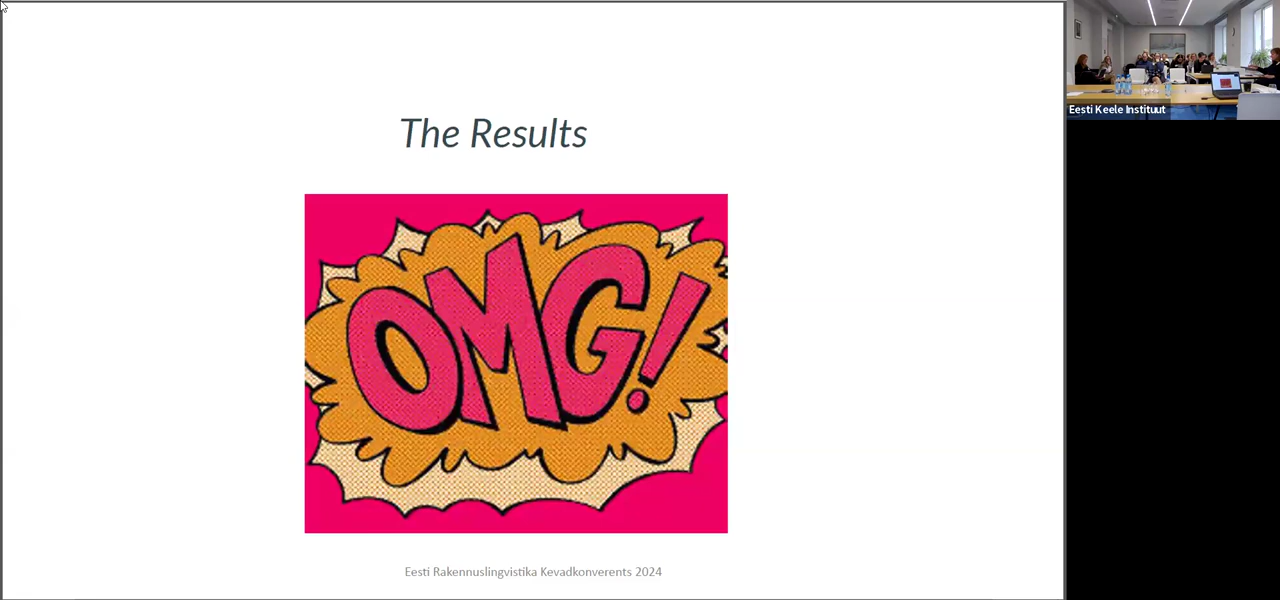 The Results
OMG!
Eesti Rakennuslingvistika Kevadkonverents 2024
Eesti Keele Instituut